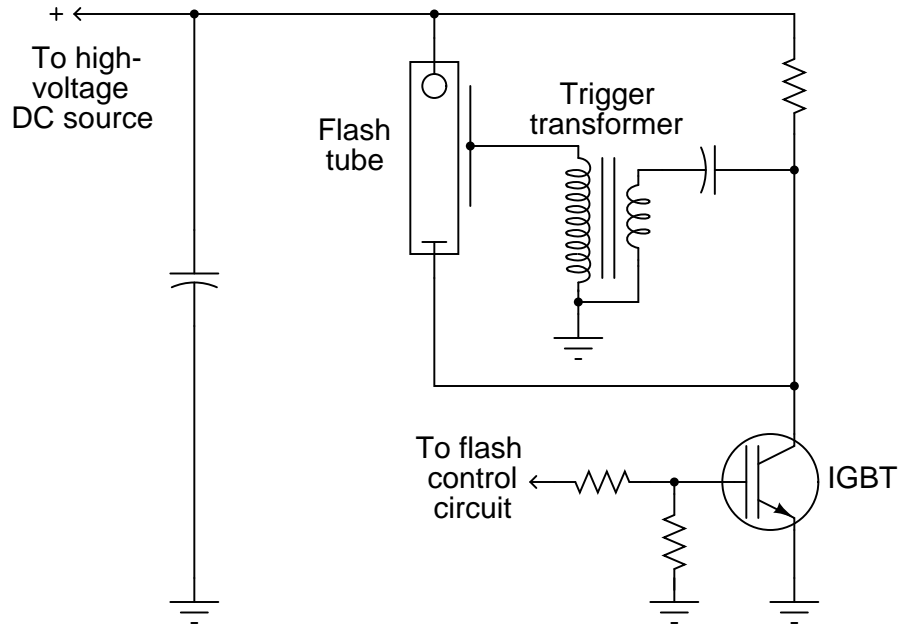 +
To high-
voltage
DC source
Flash
tube
Trigger
transformer
To flash
control
circuit
IGBT